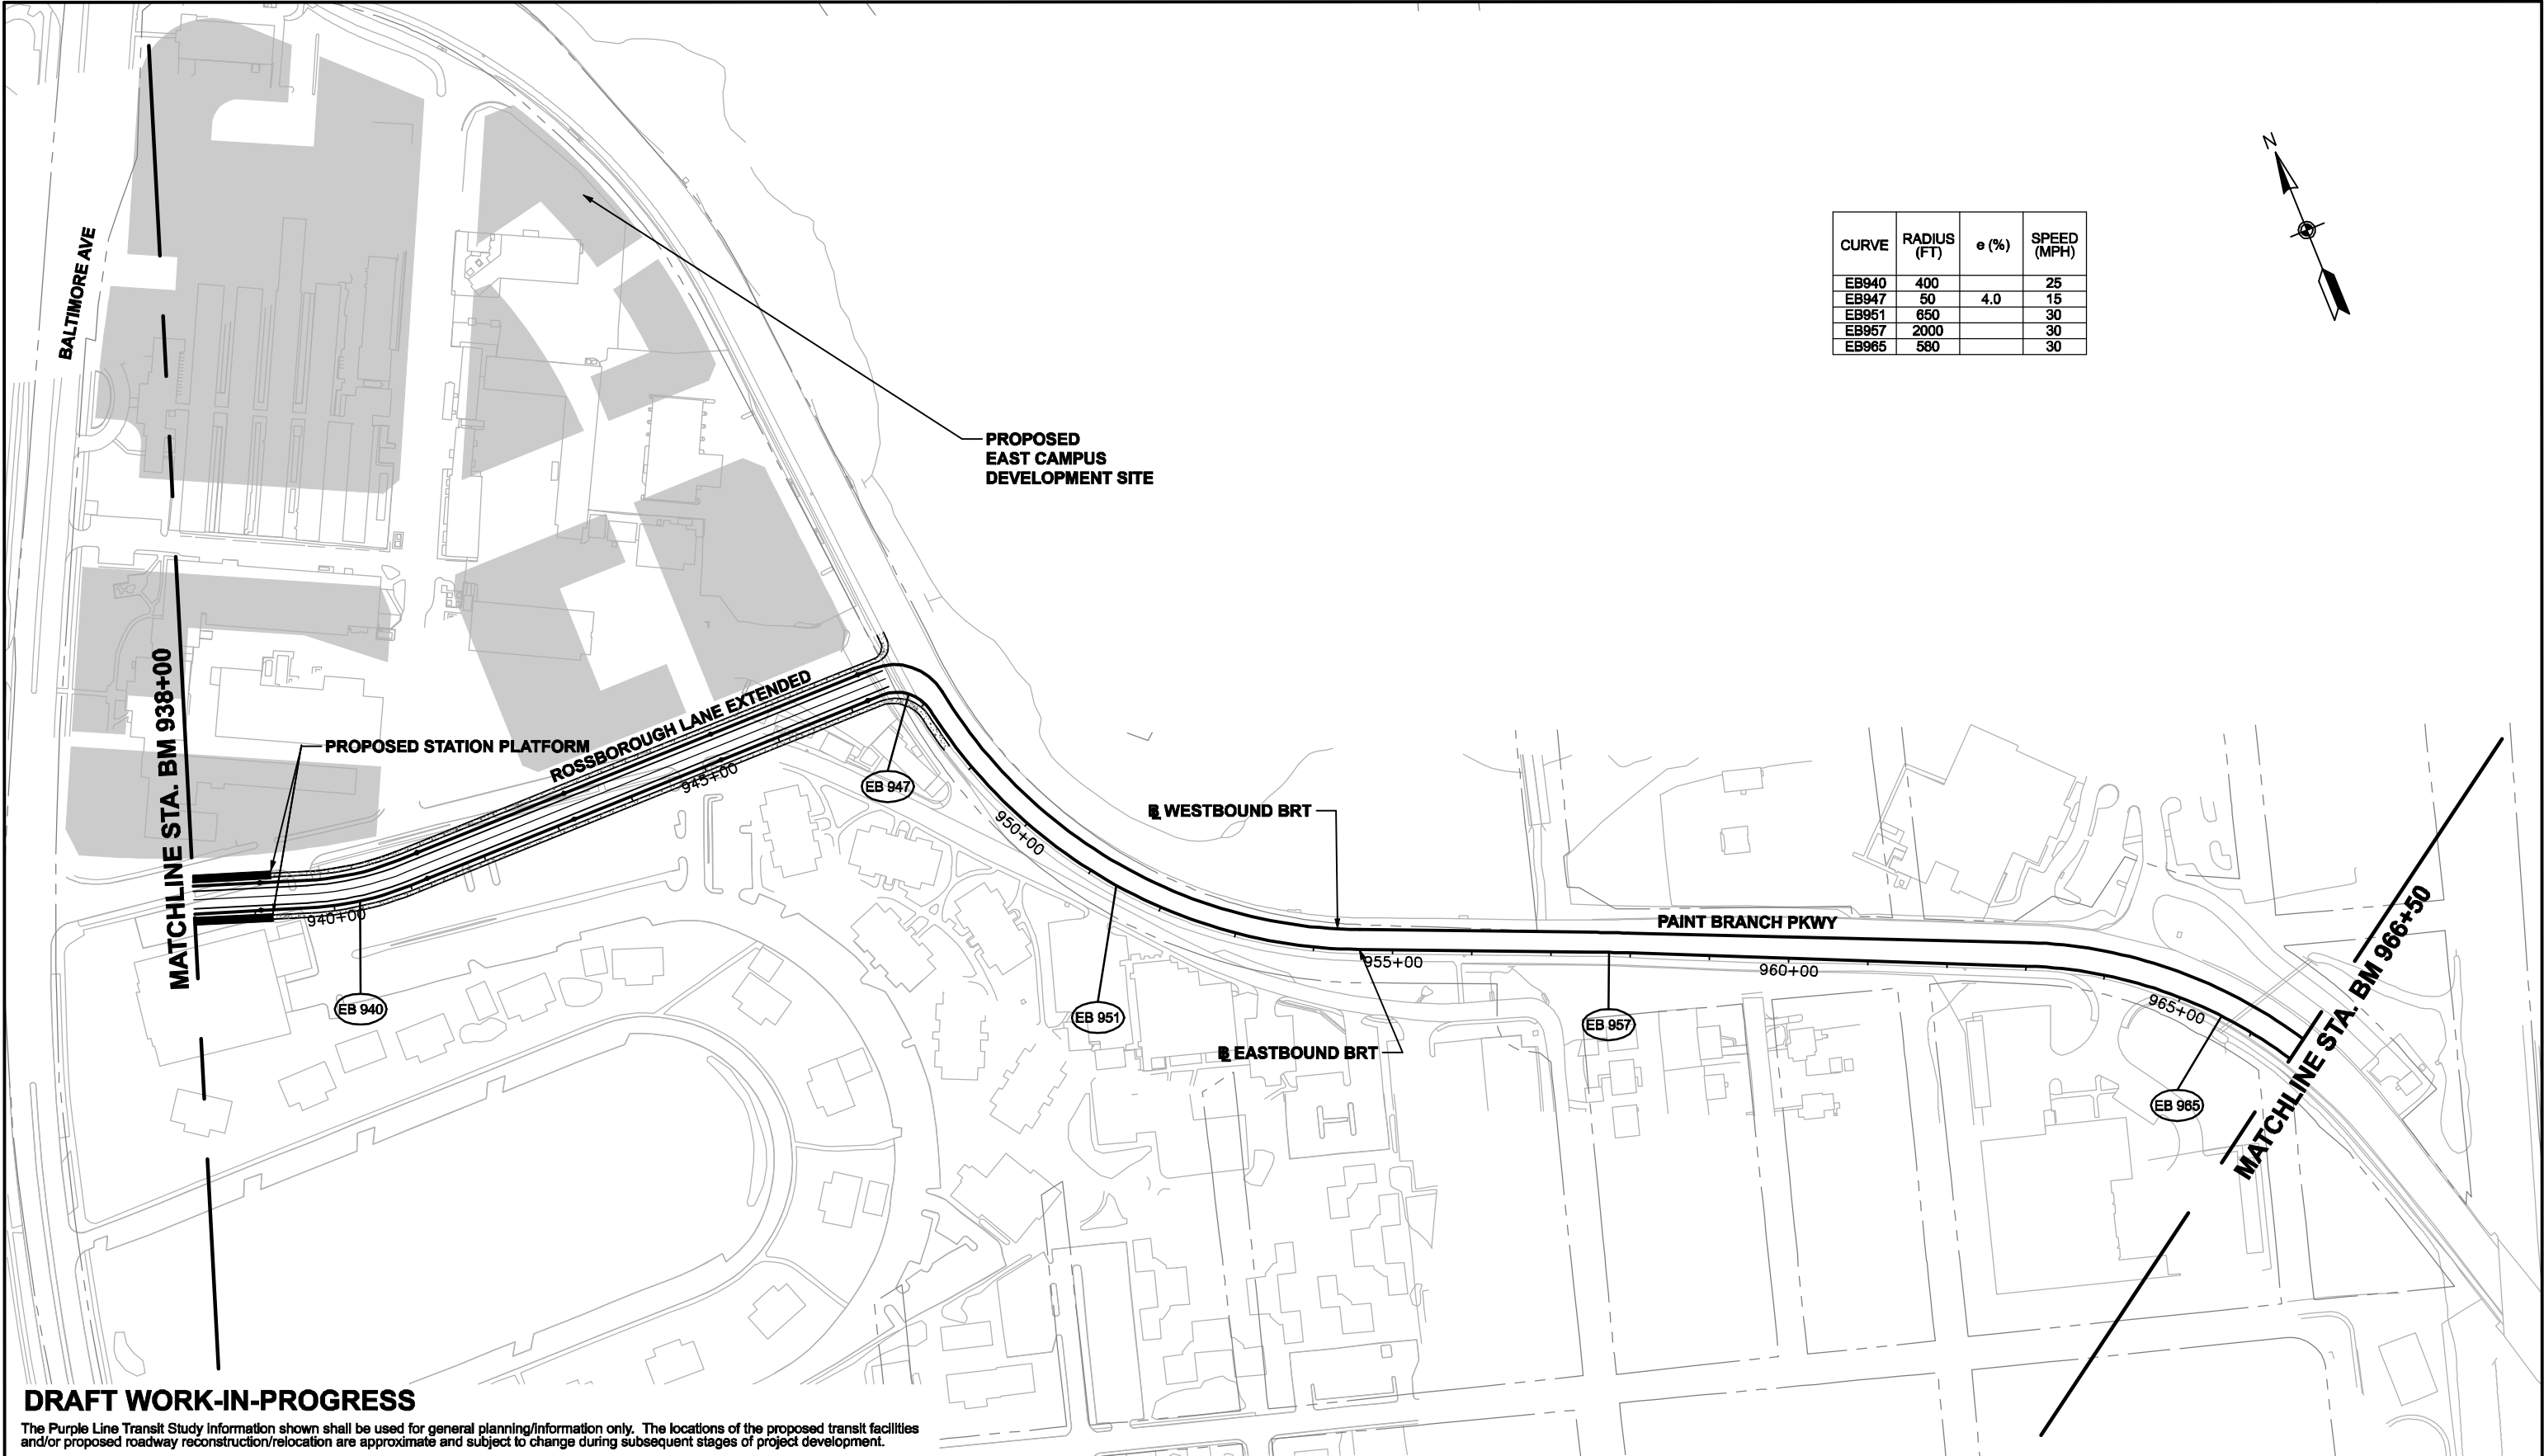 BALTIMORE AVE
N
CURVE RADIUS (FT) e (%) SPEED (MPH)
EB940 400 25
EB947 50 4.0 15
EB951 650 30
EB957 2000 30
EB965 580 30
PROPOSED
EAST CAMPUS
DEVELOPMENT SITE
MATCHLINE STA. BM 938+00
PROPOSED STATION PLATFORM
ROSSBOROUGH LANE EXTENDED
945+00
EB 947
940+00
EB 940
950+00
EB 951
BL WESTBOUND BRT
BL EASTBOUND BRT
955+00
PAINT BRANCH PKWY
EB 957
960+00
965+00
EB 965
MATCHLINE STA. BM 966+50
DRAFT WORK-IN-PROGRESS
The Purple Line Transit Study information shown shall be used for general planning/information only. The locations of the proposed transit facilities
and/or proposed roadway reconstruction/relocation are approximate and subject to change during subsequent stages of project development.